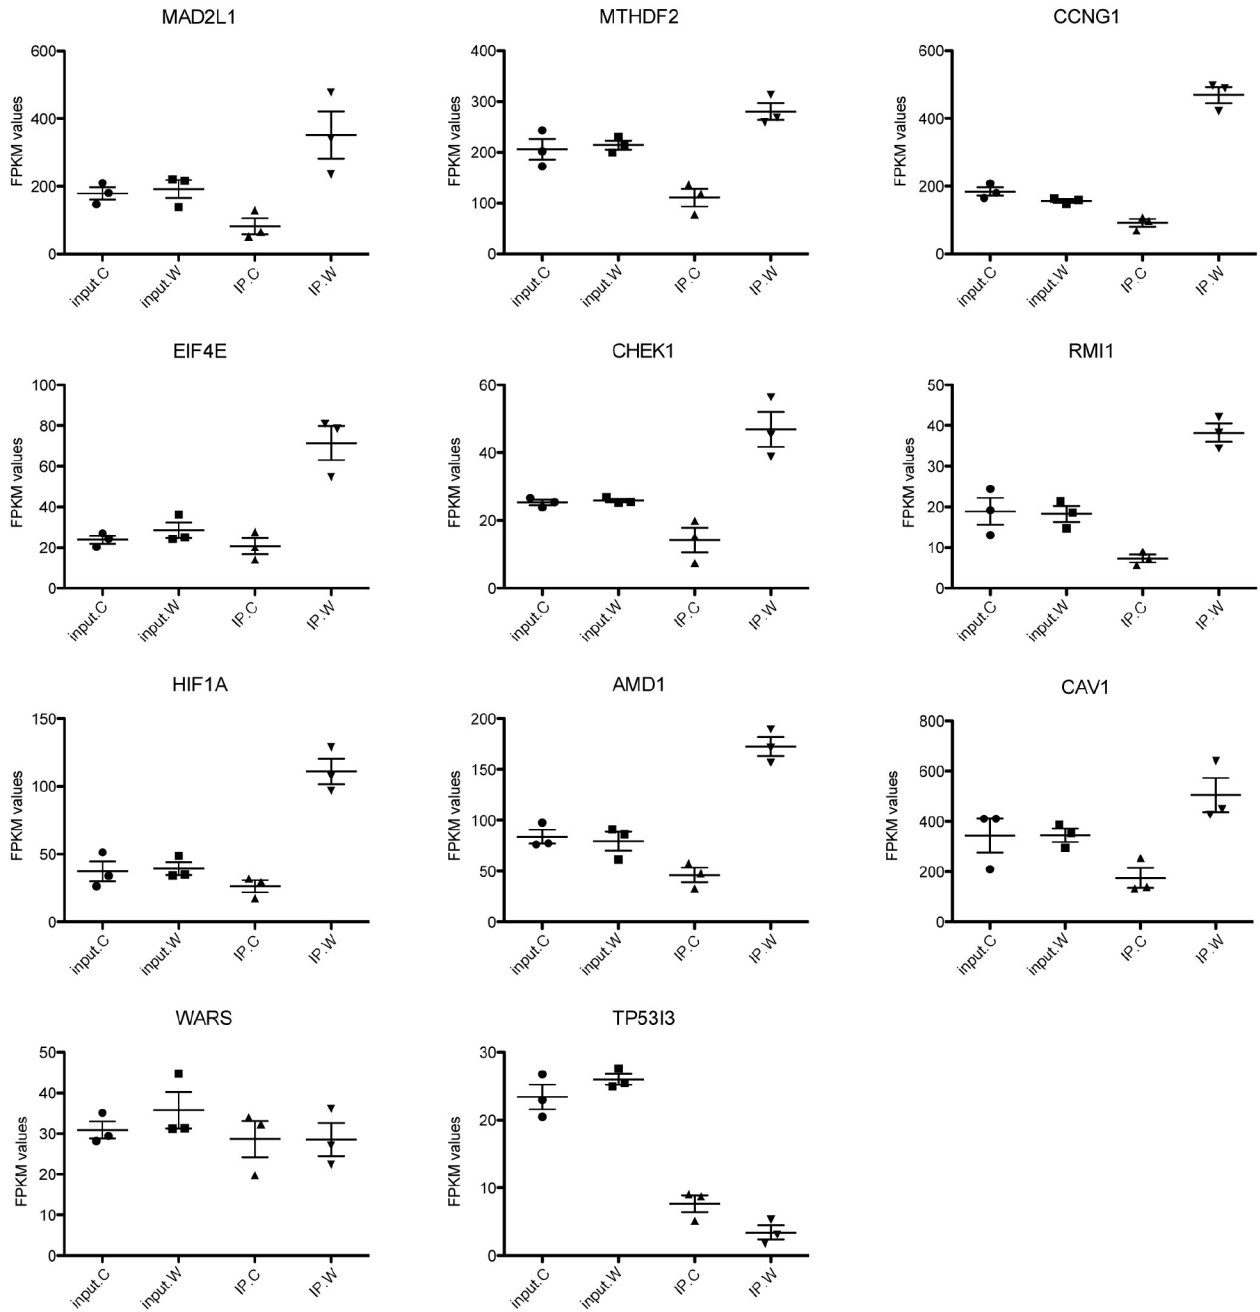 MAD2L1
FPKM values
600
400
200
0
input.C
input.W
IP.C
IP.W
MTHDF2
FPKM values
400
300
200
100
0
input.C
input.W
IP.C
IP.W
CCNG1
FPKM values
600
400
200
0
input.C
input.W
IP.C
IP.W
EIF4E
FPKM values
100
80
60
40
20
0
input.C
input.W
IP.C
IP.W
CHEK1
FPKM values
60
40
20
0
input.C
input.W
IP.C
IP.W
RMI1
FPKM values
50
40
30
20
10
0
input.C
input.W
IP.C
IP.W
HIF1A
FPKM values
150
100
50
0
input.C
input.W
IP.C
IP.W
AMD1
FPKM values
200
150
100
50
0
input.C
input.W
IP.C
IP.W
CAV1
FPKM values
800
600
400
200
0
input.C
input.W
IP.C
IP.W
WARS
FPKM values
50
40
30
20
10
0
input.C
input.W
IP.C
IP.W
TP53I3
FPKM values
30
20
10
0
input.C
input.W
IP.C
IP.W